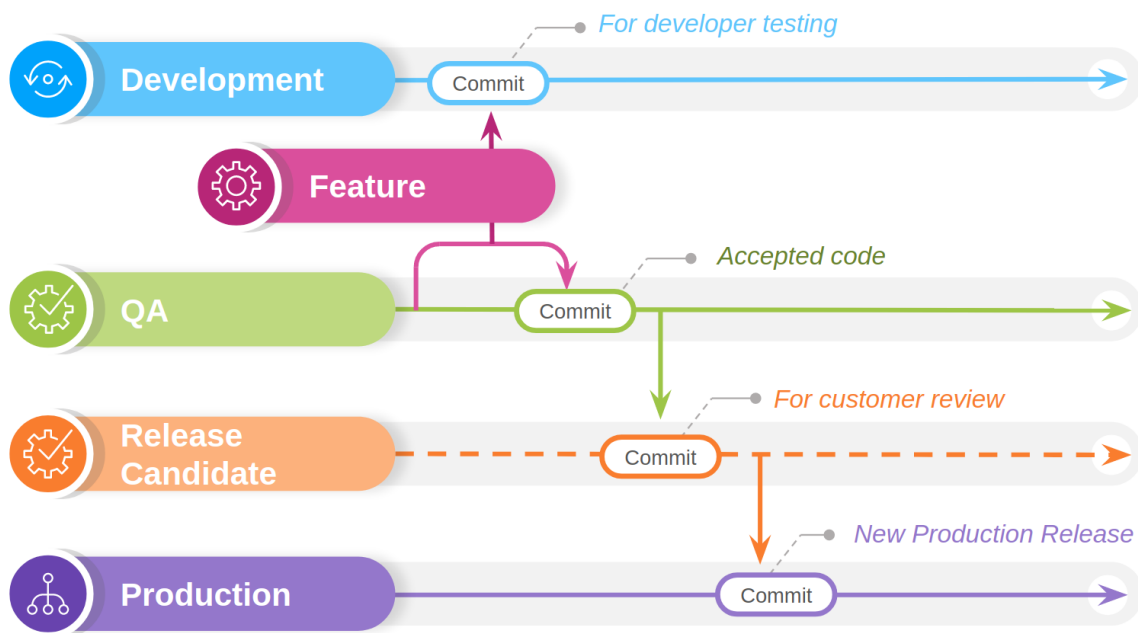 For developer testing
Development
Commit
Feature
Accepted code
QA
Commit
For customer review
Release
Candidate
Commit
New Production Release
Production
Commit